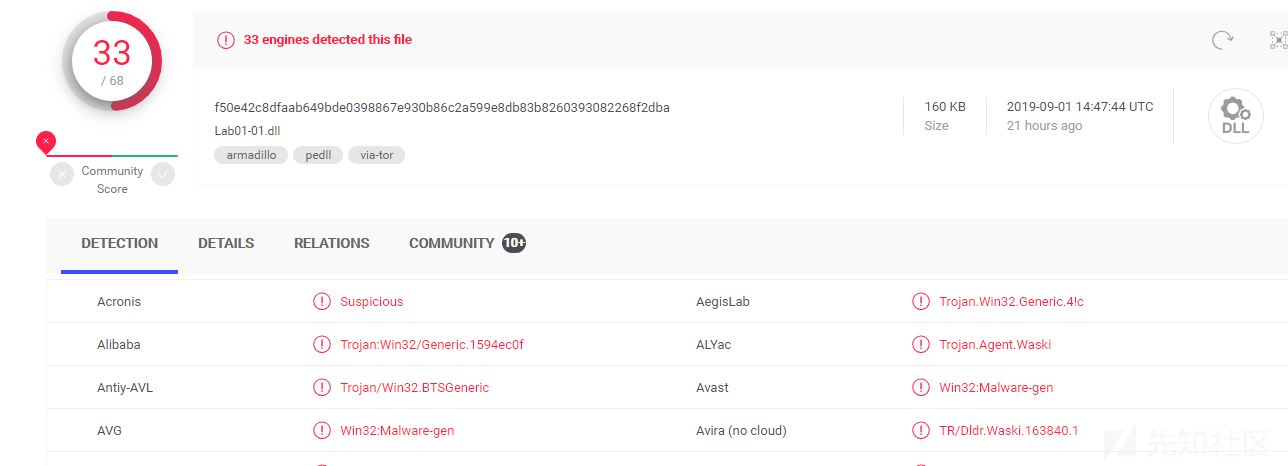 33
/ 68
33 engines detected this file
f50e42c8dfaab649bde0398867e930b86c2a599e8db83b8260393082268f2dba
Lab01-01.dll
armadillo pedll via-tor
160 KB
Size
2019-09-01 14:47:44 UTC
21 hours ago
DLL
Community
Score
DETECTION DETAILS RELATIONS COMMUNITY 10+
Acronis Suspicious AegisLab Trojan.Win32.Generic.4!c
Alibaba Trojan:Win32/Generic.1594ec0f ALYac Trojan.Agent.Waski
Antiy-AVL Trojan/Win32.BTSGeneric Avast Win32:Malware-gen
AVG Win32:Malware-gen Avira (no cloud) TR/Dldr.Waski.163840.1
先知社区